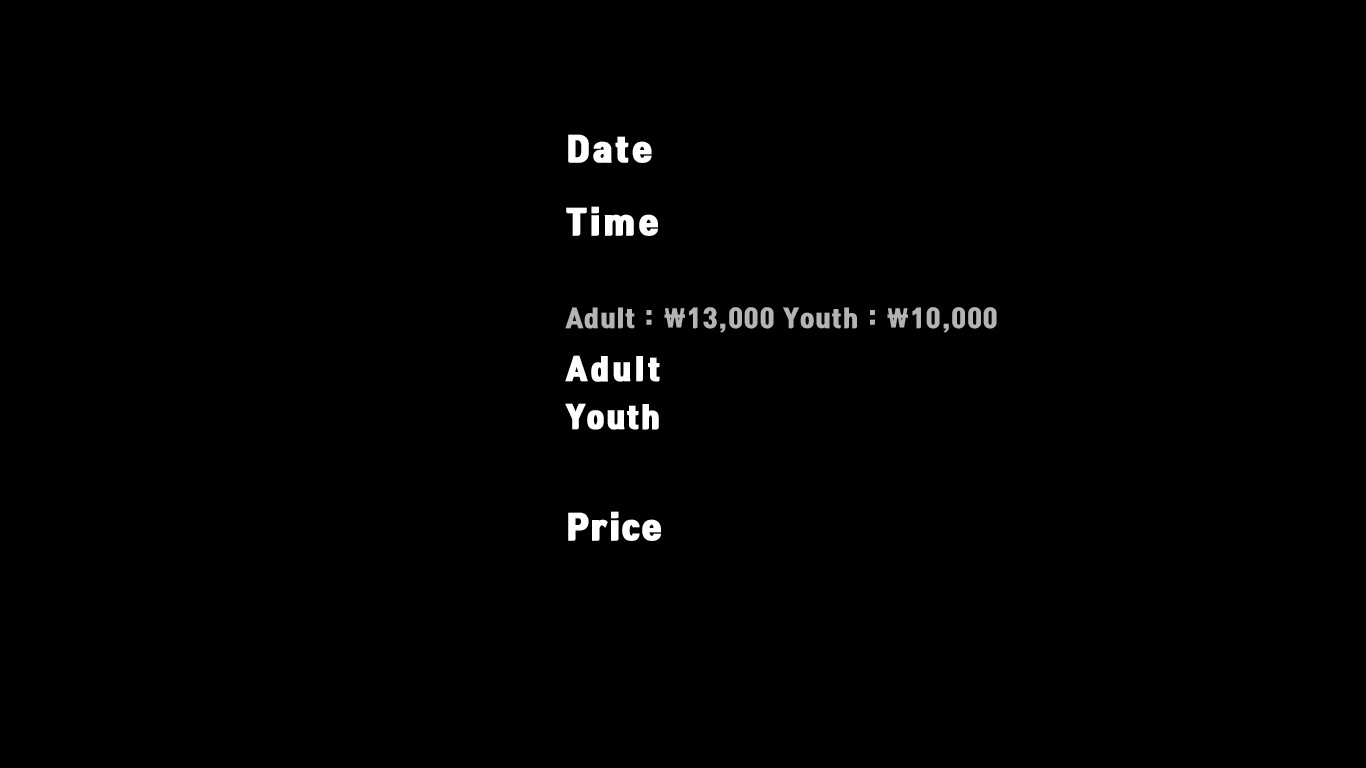 Date
Time
Adult : ₩13,000 Youth : ₩10,000
Adult
Youth
Price